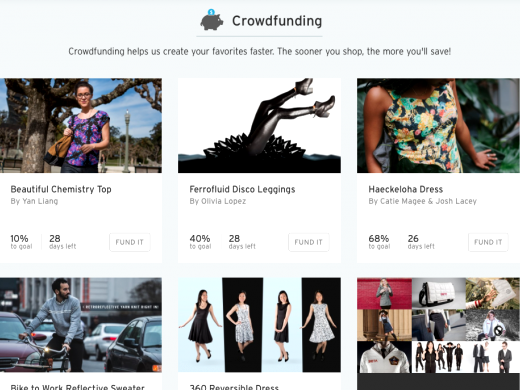 Crowdfunding
Crowdfunding helps us create your favorites faster. The sooner you shop, the more you'll save!
Beautiful Chemistry Top
By Yan Liang
10%
to goal
28
days left
FUND IT
Ferrofluid Disco Leggings
By Olivia Lopez
40%
to goal
28
days left
FUND IT
Haeckeloha Dress
By Catie Magee & Josh Lacey
68%
to goal
26
days left
FUND IT
Bike to Work Reflective Sweater
360 Reversible Dress